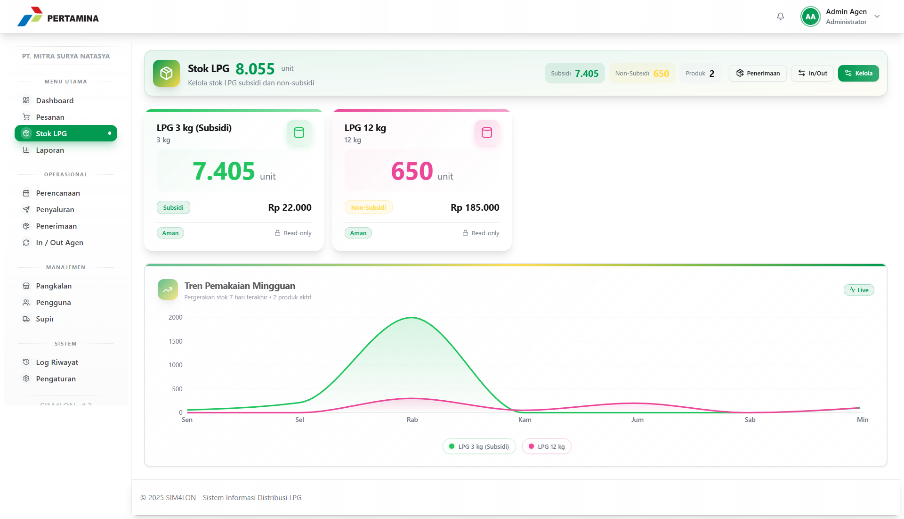 PERTAMINA
AA
Admin Agen
Administrator
PT. MITRA SURYA NATASYA
MENU UTAMA
Dashboard
Pesanan
Stok LPG
Laporan
OPERASIONAL
Perencanaan
Penyaluran
Penerimaan
In / Out Agen
MANAJEMEN
Pangkalan
Pengguna
Supir
SISTEM
Log Riwayat
Pengaturan
Stok LPG 8.055 unit
Kelola stok LPG subsidi dan non-subsidi
Subsidi 7.405
Non-Subsidi 650
Produk 2
Penerimaan
In/Out
Kelola
LPG 3 kg (Subsidi)
3 kg
7.405 unit
Subsidi
Rp 22.000
Aman
Read-only
LPG 12 kg
12 kg
650 unit
Non-Subsidi
Rp 185.000
Aman
Read-only
Tren Pemakaian Mingguan
Pergerakan stok 7 hari terakhir • 2 produk aktif
Live
2000
1500
1000
500
0
Sen Sel Rab Kam Jum Sab Min
LPG 3 kg (Subsidi)
LPG 12 kg
© 2025 SIM4LON - Sistem Informasi Distribusi LPG